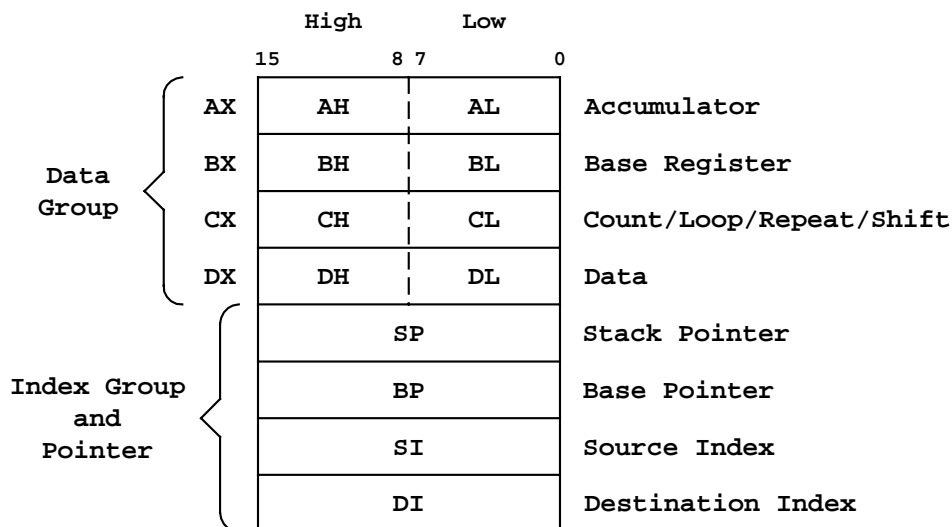 High Low
15 8 7 0
AX AH AL Accumulator
BX BH BL Base Register
Data
Group
CX CH CL Count/Loop/Repeat/Shift
DX DH DL Data
SP Stack Pointer
Index Group
and
Pointer
BP Base Pointer
SI Source Index
DI Destination Index